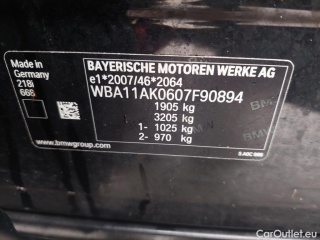 Made in
Germany
218i
666
BAYERISCHE MOTOREN WERKE AG
e1*2007/46*2064
WBA11AK0607F90894
1905 kg
3205 kg
1- 1025 kg
2- 970 kg
www.bmwgroup.com
CarOutlet.eu